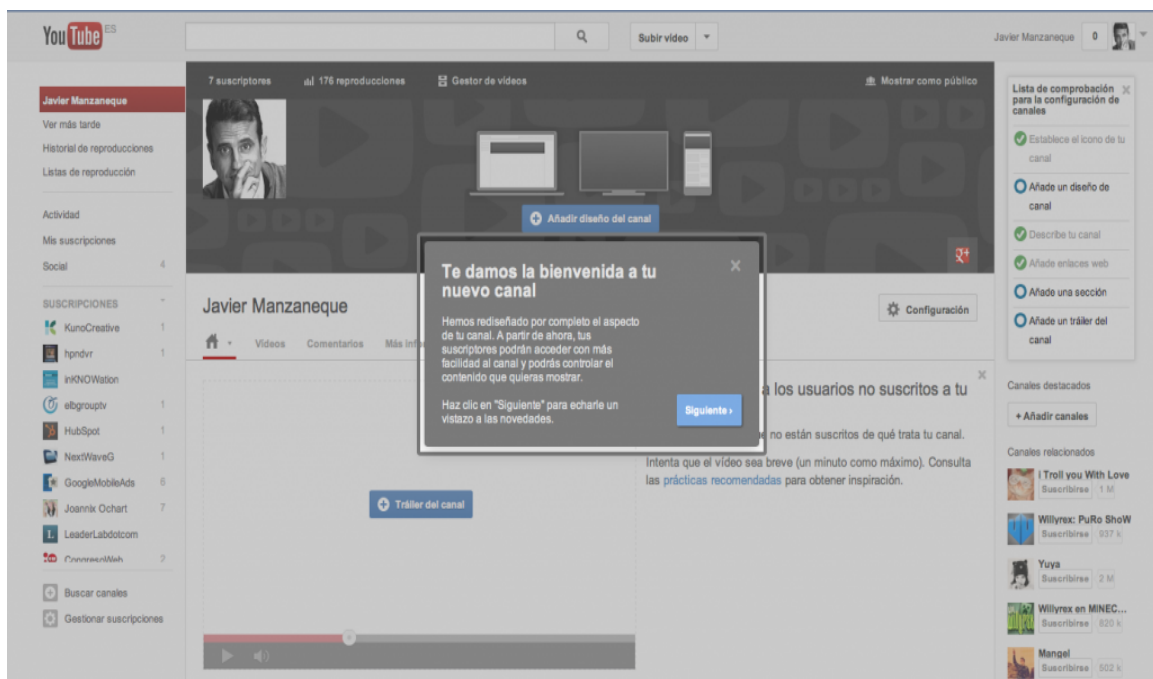 YouTube ES
Subir vídeo
Javier Manzaneque
0
Javier Manzaneque
Ver más tarde
Historial de reproducciones
Listas de reproducción
Actividad
Mis suscripciones
Social 4
SUSCRIPCIONES
KunoCreative 1
hpndvr 1
inKNOWation
elbgrouptv 1
HubSpot 1
NextWaveG 1
GoogleMobileAds 6
Joannix Ochart 7
LeaderLabdotcom
CongresoWeb 2
Buscar canales
Gestionar suscripciones
7 suscriptores
176 reproducciones
Gestor de vídeos
Mostrar como público
Añadir diseño del canal
Javier Manzaneque
Configuración
Vídeos
Comentarios
Más
Te damos la bienvenida a tu
nuevo canal
Hemos rediseñado por completo el aspecto
de tu canal. A partir de ahora, tus
suscriptores podrán acceder con más
facilidad al canal y podrás controlar el
contenido que quieras mostrar.
Haz clic en "Siguiente" para echarle un
vistazo a las novedades.
Siguiente ›
a los usuarios no suscritos a tu
no están suscritos de qué trata tu canal.
Intenta que el vídeo sea breve (un minuto como máximo). Consulta
las prácticas recomendadas para obtener inspiración.
Tráiler del canal
Lista de comprobación
para la configuración de
canales
Establece el icono de tu
canal
Añade un diseño de
canal
Describe tu canal
Añade enlaces web
Añade una sección
Añade un tráiler del
canal
Canales destacados
+ Añadir canales
Canales relacionados
i Troll you With Love
Suscribirse 1 M
Willyrex: PuRo ShoW
Suscribirse 937 k
Yuya
Suscribirse 2 M
Willyrex en MINEC...
Suscribirse 820 k
Mangel
Suscribirse 502 k